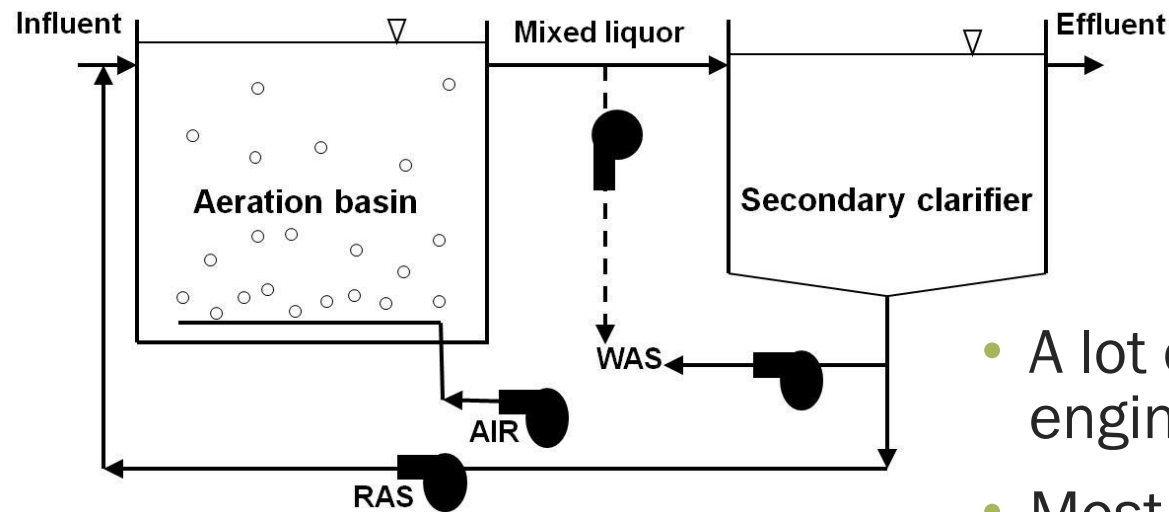 Influent
Mixed liquor
Effluent
Aeration basin
Secondary clarifier
WAS
AIR
RAS
• A lot
engin
• Most